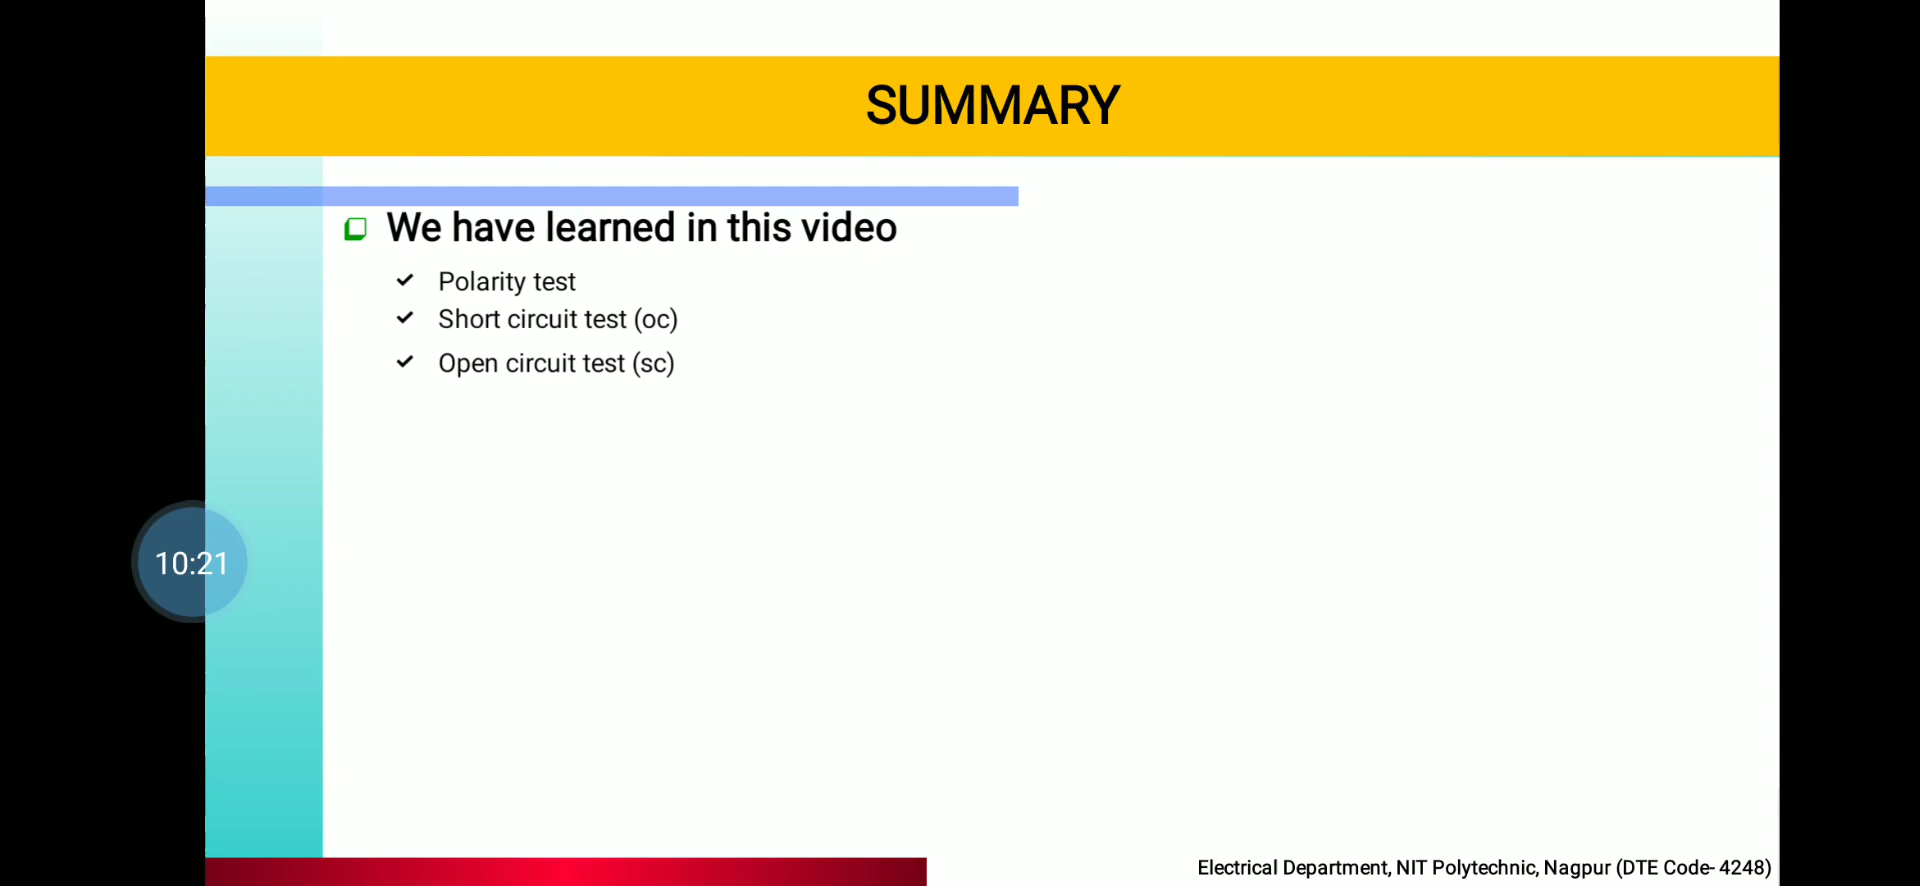 SUMMARY
We have learned in this video
Polarity test
Short circuit test (oc)
Open circuit test (sc)
10:21
Electrical Department, NIT Polytechnic, Nagpur (DTE Code- 4248)